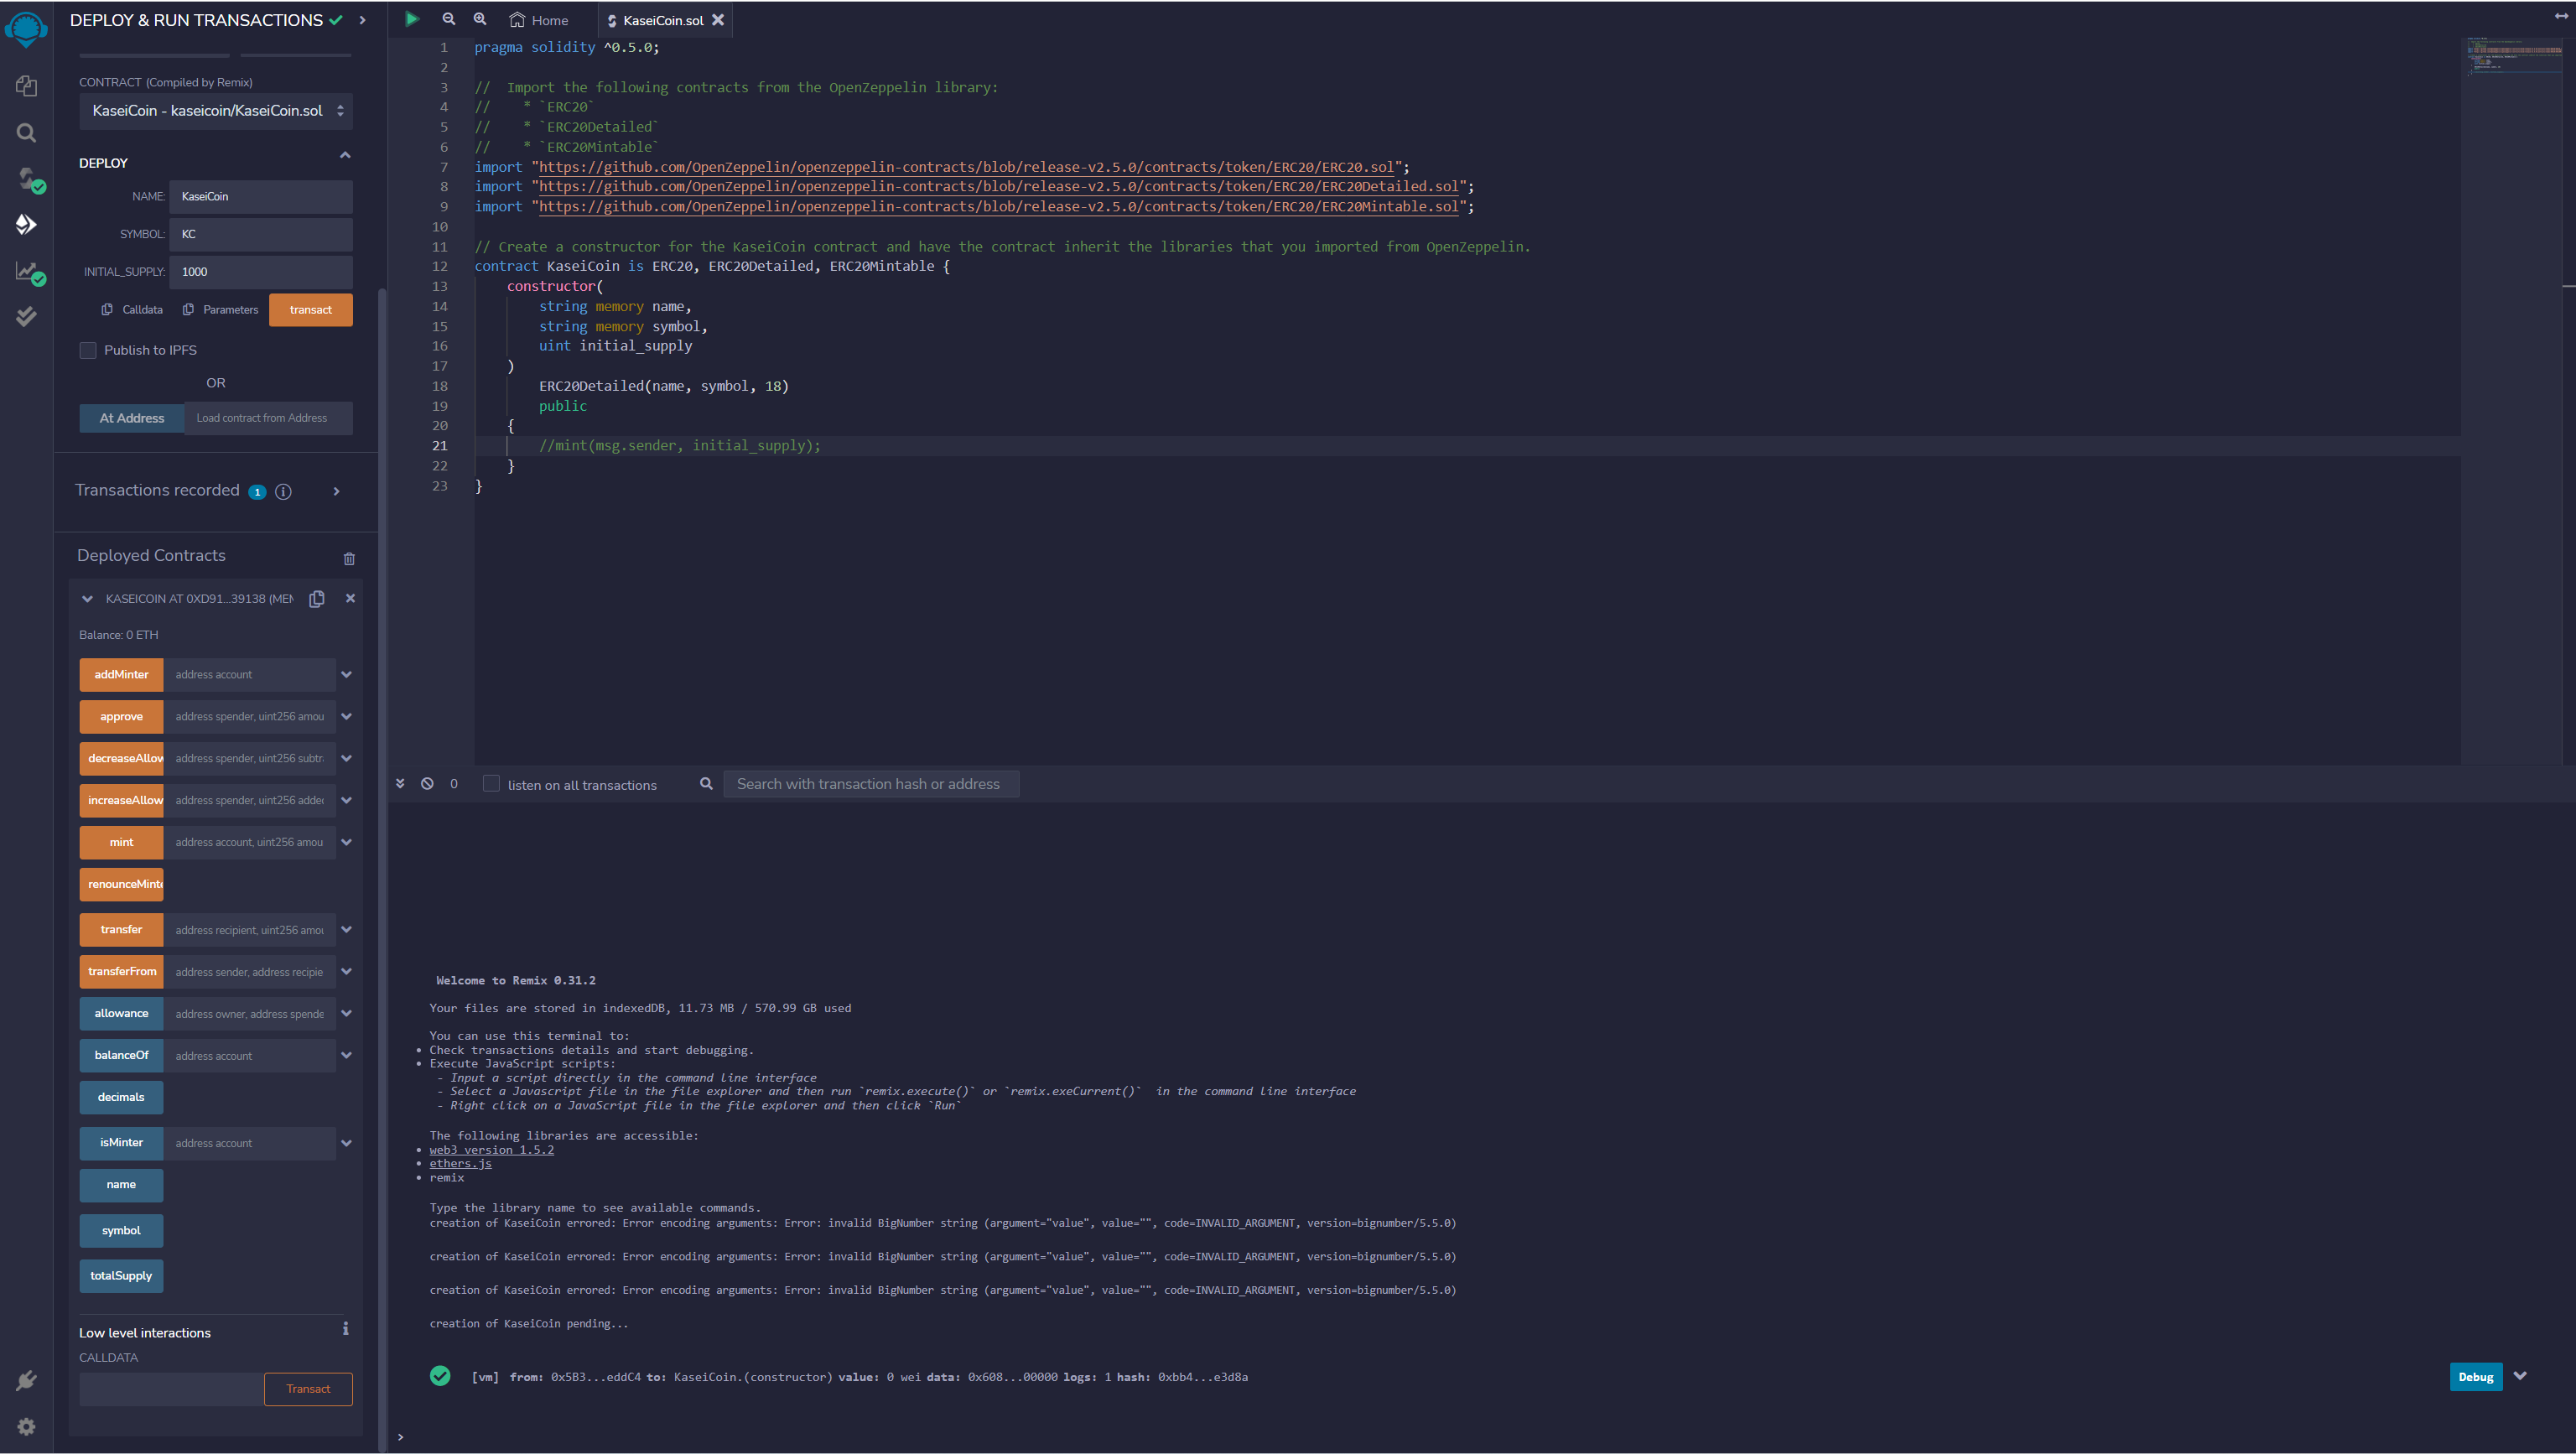 DEPLOY & RUN TRANSACTIONS
CONTRACT (Compiled by Remix)
KaseiCoin - kaseicoin/KaseiCoin.sol
DEPLOY
NAME: KaseiCoin
SYMBOL: KC
INITIAL_SUPPLY: 1000
Calldata Parameters transact
Publish to IPFS
OR
At Address Load contract from Address
Transactions recorded 1
Deployed Contracts
KASEICOIN AT 0XD91...39138 (MEM
Balance: 0 ETH
addMinter address account
approve address spender, uint256 amou
decreaseAllow address spender, uint256 subtr
increaseAllow address spender, uint256 added
mint address account, uint256 amou
renounceMinte
transfer address recipient, uint256 amou
transferFrom address sender, address recipie
allowance address owner, address spende
balanceOf address account
decimals
isMinter address account
name
symbol
totalSupply
Low level interactions
CALLDATA
Transact
Home KaseiCoin.sol
1 pragma solidity ^0.5.0;
2
3 //  Import the following contracts from the OpenZeppelin library:
4 //    * `ERC20`
5 //    * `ERC20Detailed`
6 //    * `ERC20Mintable`
7 import "https://github.com/OpenZeppelin/openzeppelin-contracts/blob/release-v2.5.0/contracts/token/ERC20/ERC20.sol";
8 import "https://github.com/OpenZeppelin/openzeppelin-contracts/blob/release-v2.5.0/contracts/token/ERC20/ERC20Detailed.sol";
9 import "https://github.com/OpenZeppelin/openzeppelin-contracts/blob/release-v2.5.0/contracts/token/ERC20/ERC20Mintable.sol";
10
11 // Create a constructor for the KaseiCoin contract and have the contract inherit the libraries that you imported from OpenZeppelin.
12 contract KaseiCoin is ERC20, ERC20Detailed, ERC20Mintable {
13     constructor(
14         string memory name,
15         string memory symbol,
16         uint initial_supply
17     )
18         ERC20Detailed(name, symbol, 18)
19         public
20     {
21         //mint(msg.sender, initial_supply);
22     }
23 }
0 listen on all transactions Search with transaction hash or address
Welcome to Remix 0.31.2
Your files are stored in indexedDB, 11.73 MB / 570.99 GB used
You can use this terminal to:
• Check transactions details and start debugging.
• Execute JavaScript scripts:
- Input a script directly in the command line interface
- Select a Javascript file in the file explorer and then run `remix.execute()` or `remix.exeCurrent()`  in the command line interface
- Right click on a JavaScript file in the file explorer and then click `Run`
The following libraries are accessible:
• web3 version 1.5.2
• ethers.js
• remix
Type the library name to see available commands.
creation of KaseiCoin errored: Error encoding arguments: Error: invalid BigNumber string (argument="value", value="", code=INVALID_ARGUMENT, version=bignumber/5.5.0)
creation of KaseiCoin errored: Error encoding arguments: Error: invalid BigNumber string (argument="value", value="", code=INVALID_ARGUMENT, version=bignumber/5.5.0)
creation of KaseiCoin errored: Error encoding arguments: Error: invalid BigNumber string (argument="value", value="", code=INVALID_ARGUMENT, version=bignumber/5.5.0)
creation of KaseiCoin pending...
[vm] from: 0x5B3...eddC4 to: KaseiCoin.(constructor) value: 0 wei data: 0x608...00000 logs: 1 hash: 0xbb4...e3d8a
Debug
>